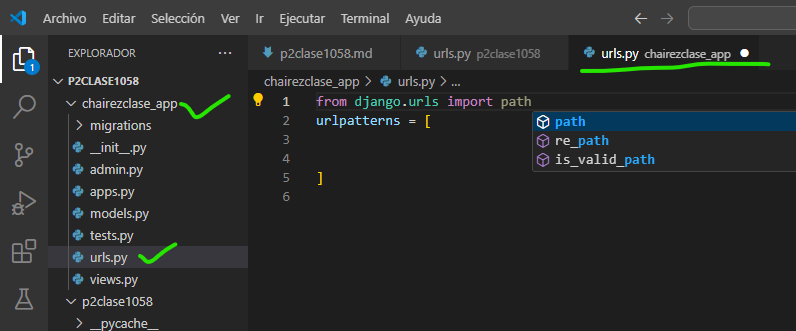 Archivo Editar Selección Ver Ir Ejecutar Terminal Ayuda
EXPLORADOR ...
p2clase1058.md urls.py p2clase1058 urls.py chairezclase_app
P2CLASE1058
chairezclase_app > urls.py > ...
chairezclase_app
migrations
__init__.py
admin.py
apps.py
models.py
tests.py
urls.py
views.py
p2clase1058
__pycache__
1 from django.urls import path
2 urlpatterns = [
3
4
5 ]
6
path
re_path
is_valid_path
1